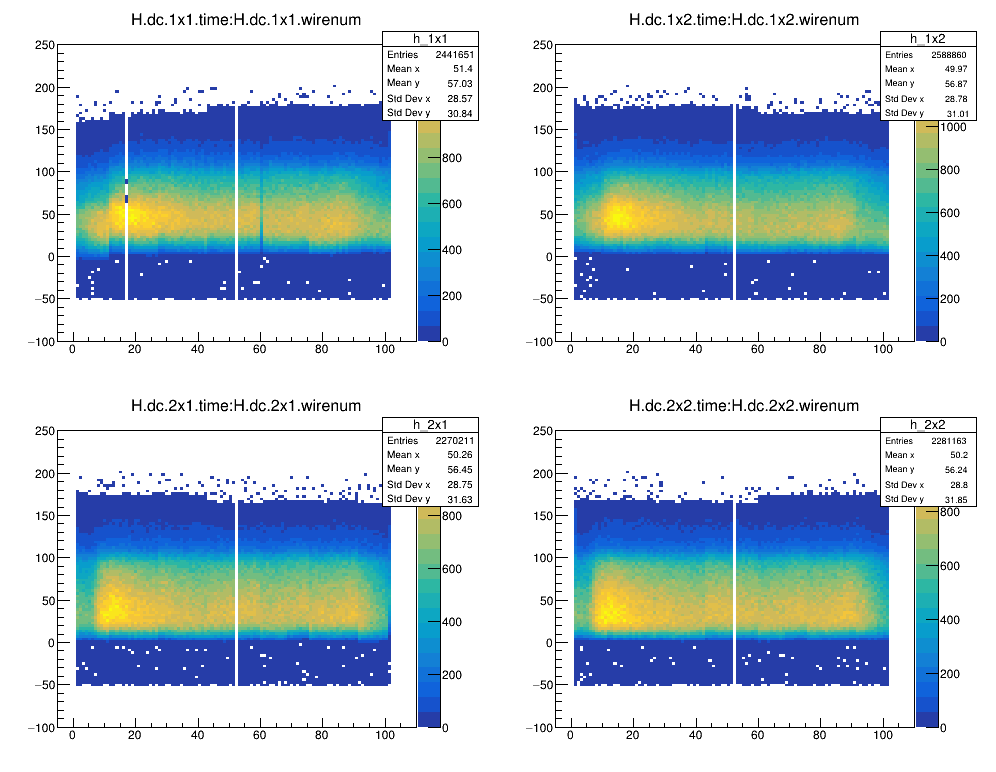 H.dc.1x1.time:H.dc.1x1.wirenum
h_1x1
Entries 2441651
Mean x 51.4
Mean y 57.03
Std Dev x 28.57
Std Dev y 30.84
250
200
150
100
50
0
−50
−100
0 20 40 60 80 100
800
600
400
200
0
H.dc.1x2.time:H.dc.1x2.wirenum
h_1x2
Entries 2588860
Mean x 49.97
Mean y 56.87
Std Dev x 28.78
Std Dev y 31.01
250
200
150
100
50
0
−50
−100
0 20 40 60 80 100
1000
800
600
400
200
0
H.dc.2x1.time:H.dc.2x1.wirenum
h_2x1
Entries 2270211
Mean x 50.26
Mean y 56.45
Std Dev x 28.75
Std Dev y 31.63
250
200
150
100
50
0
−50
−100
0 20 40 60 80 100
800
600
400
200
0
H.dc.2x2.time:H.dc.2x2.wirenum
h_2x2
Entries 2281163
Mean x 50.2
Mean y 56.24
Std Dev x 28.8
Std Dev y 31.85
250
200
150
100
50
0
−50
−100
0 20 40 60 80 100
800
600
400
200
0